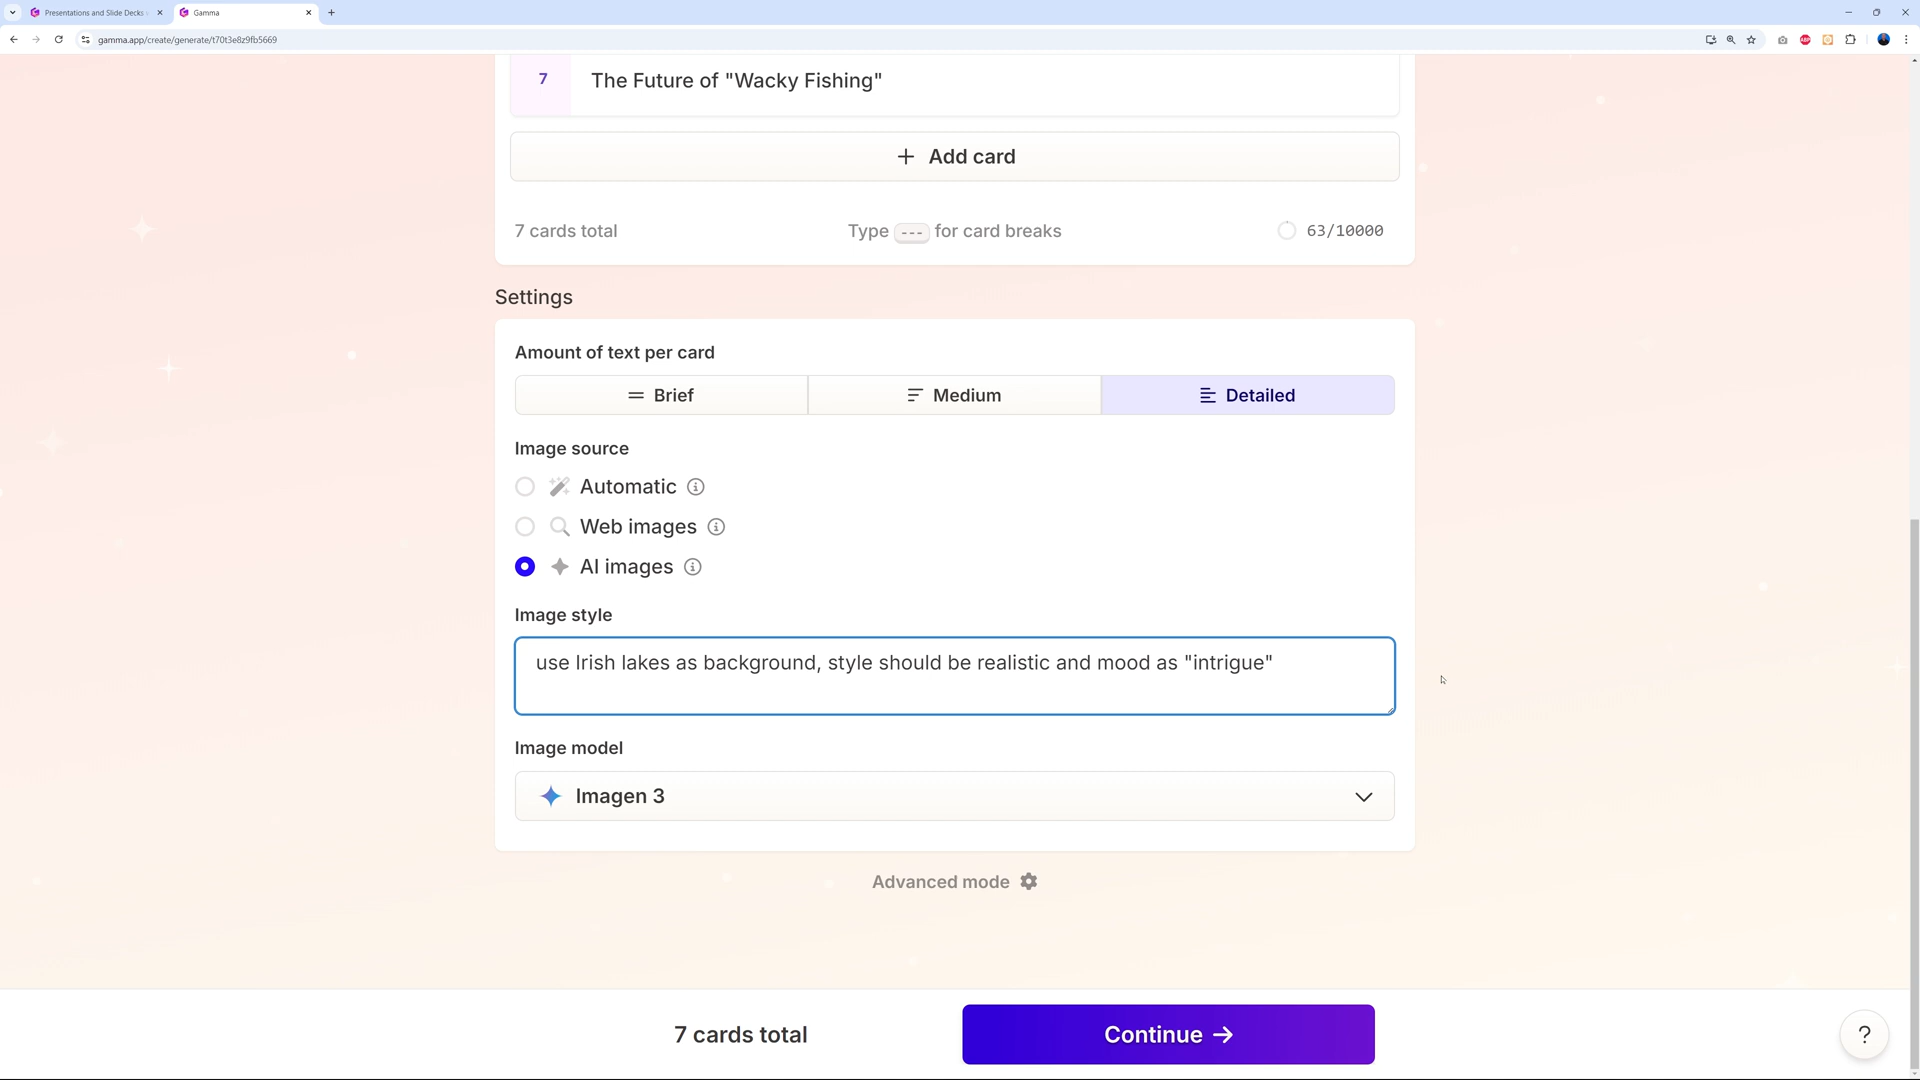 Presentations and Slide Decks
Gamma
gamma.app/create/generate/t70t3e8z9fb5669
7
The Future of "Wacky Fishing"
+ Add card
7 cards total
Type --- for card breaks
63/10000
Settings
Amount of text per card
Brief
Medium
Detailed
Image source
Automatic
Web images
AI images
Image style
use Irish lakes as background, style should be realistic and mood as "intrigue"
Image model
Imagen 3
Advanced mode
7 cards total
Continue →
?